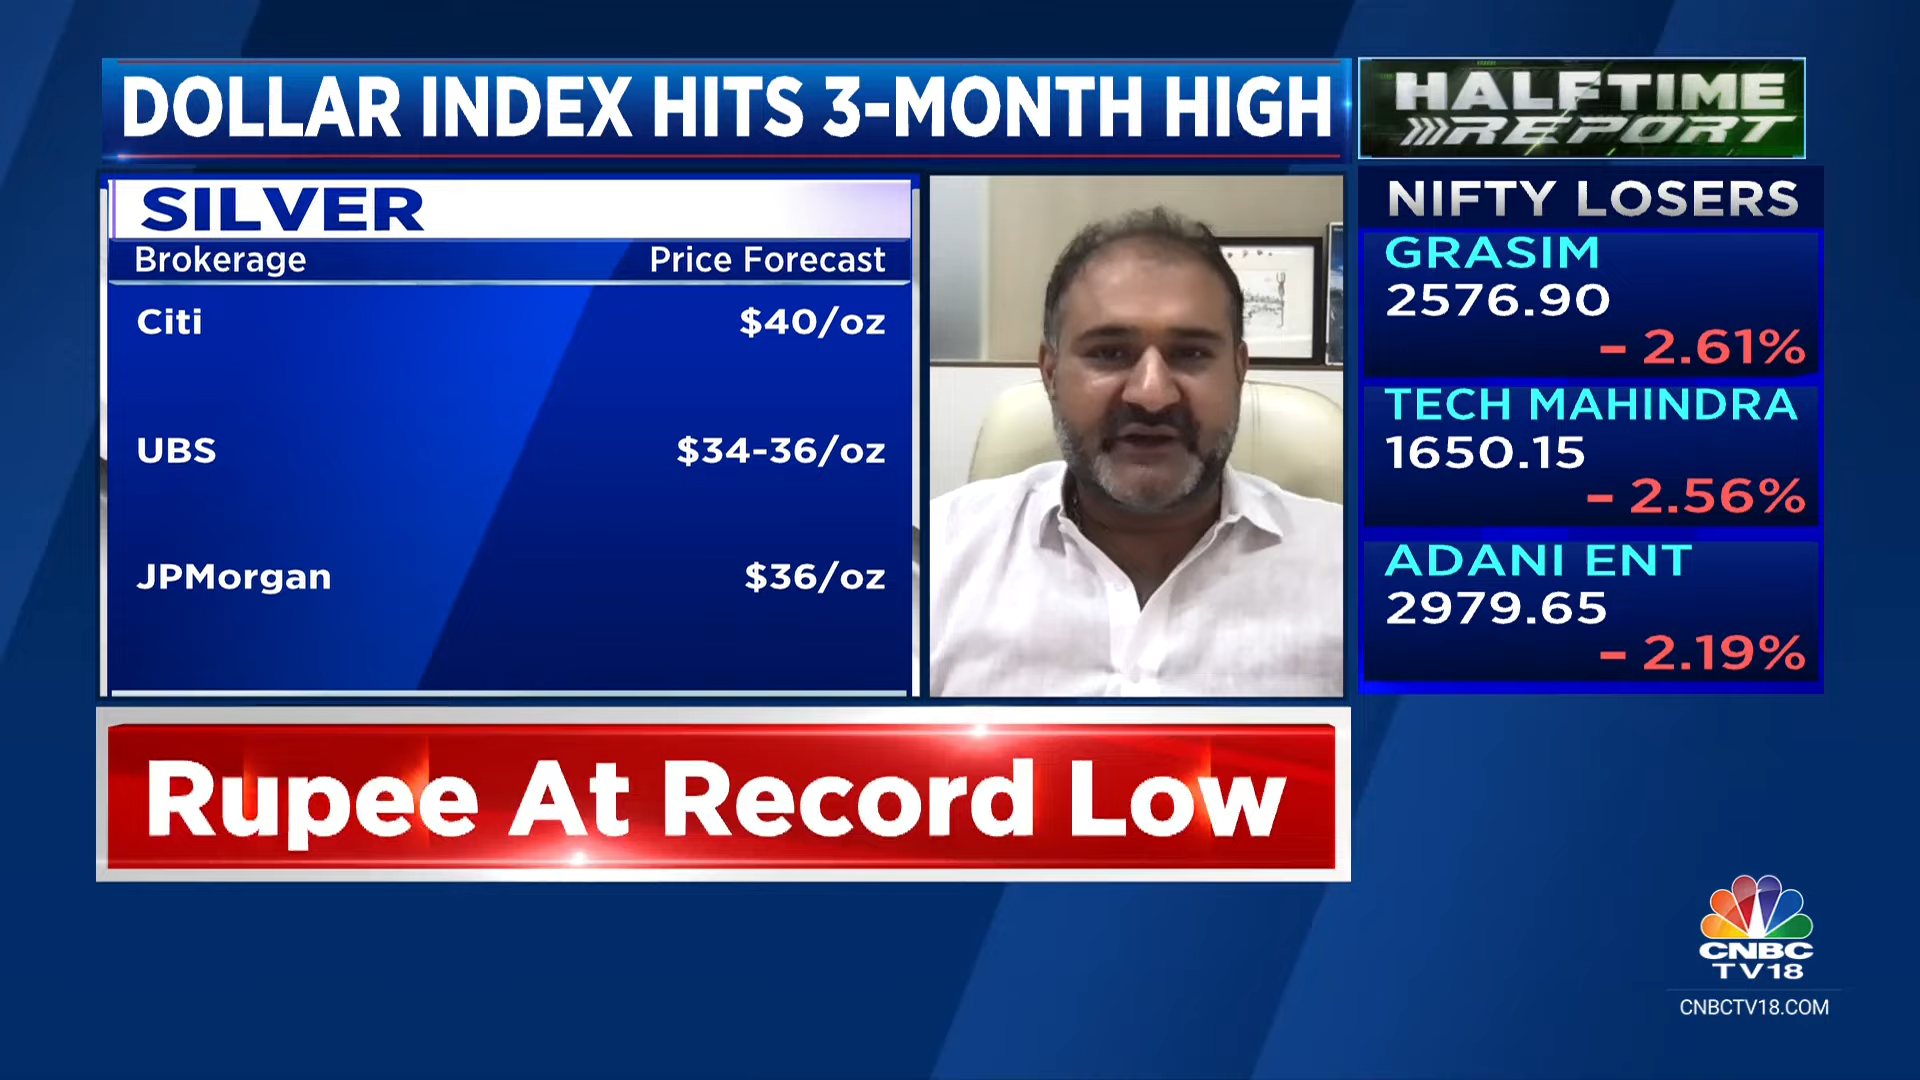 DOLLAR INDEX HITS 3-MONTH HIGH
HALFTIME
REPORT
SILVER
Brokerage Price Forecast
Citi $40/oz
UBS $34-36/oz
JPMorgan $36/oz
NIFTY LOSERS
GRASIM
2576.90
- 2.61%
TECH MAHINDRA
1650.15
- 2.56%
ADANI ENT
2979.65
- 2.19%
Rupee At Record Low
CNBC
TV18
CNBCTV18.COM